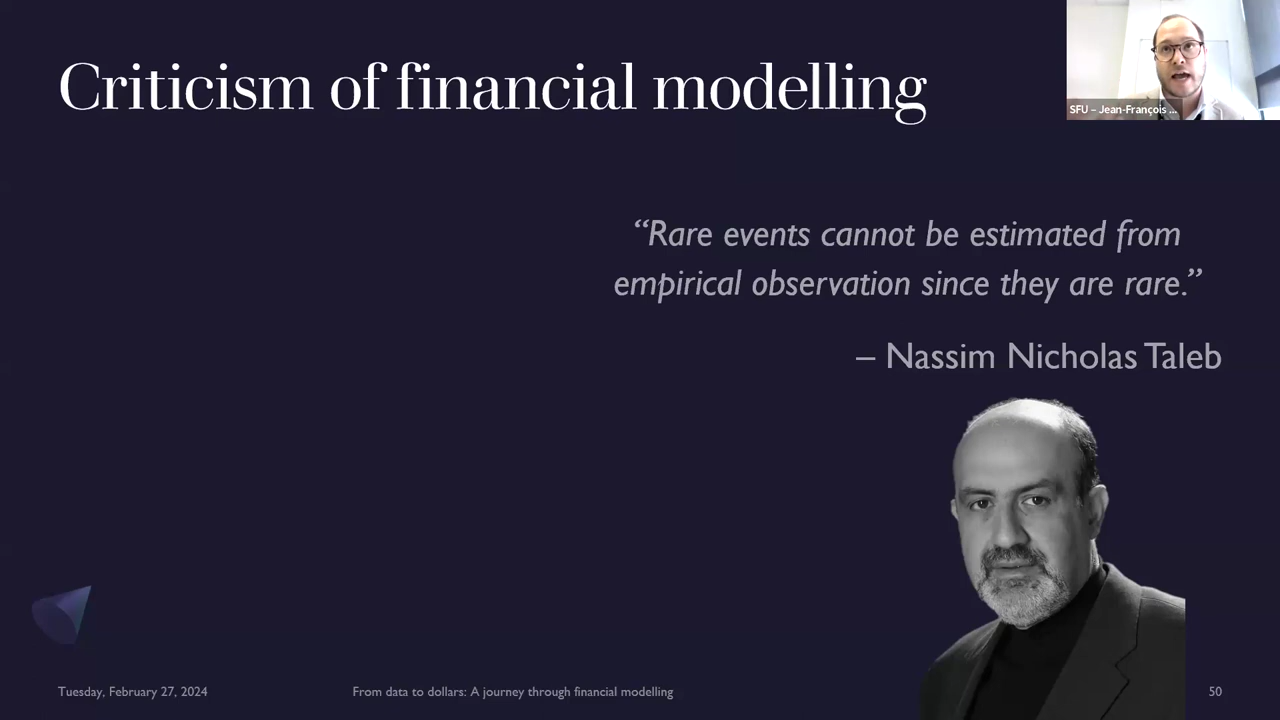 Criticism of financial modelling
SFU – Jean-François ...
“Rare events cannot be estimated from
empirical observation since they are rare.”
– Nassim Nicholas Taleb
Tuesday, February 27, 2024
From data to dollars: A journey through financial modelling
50